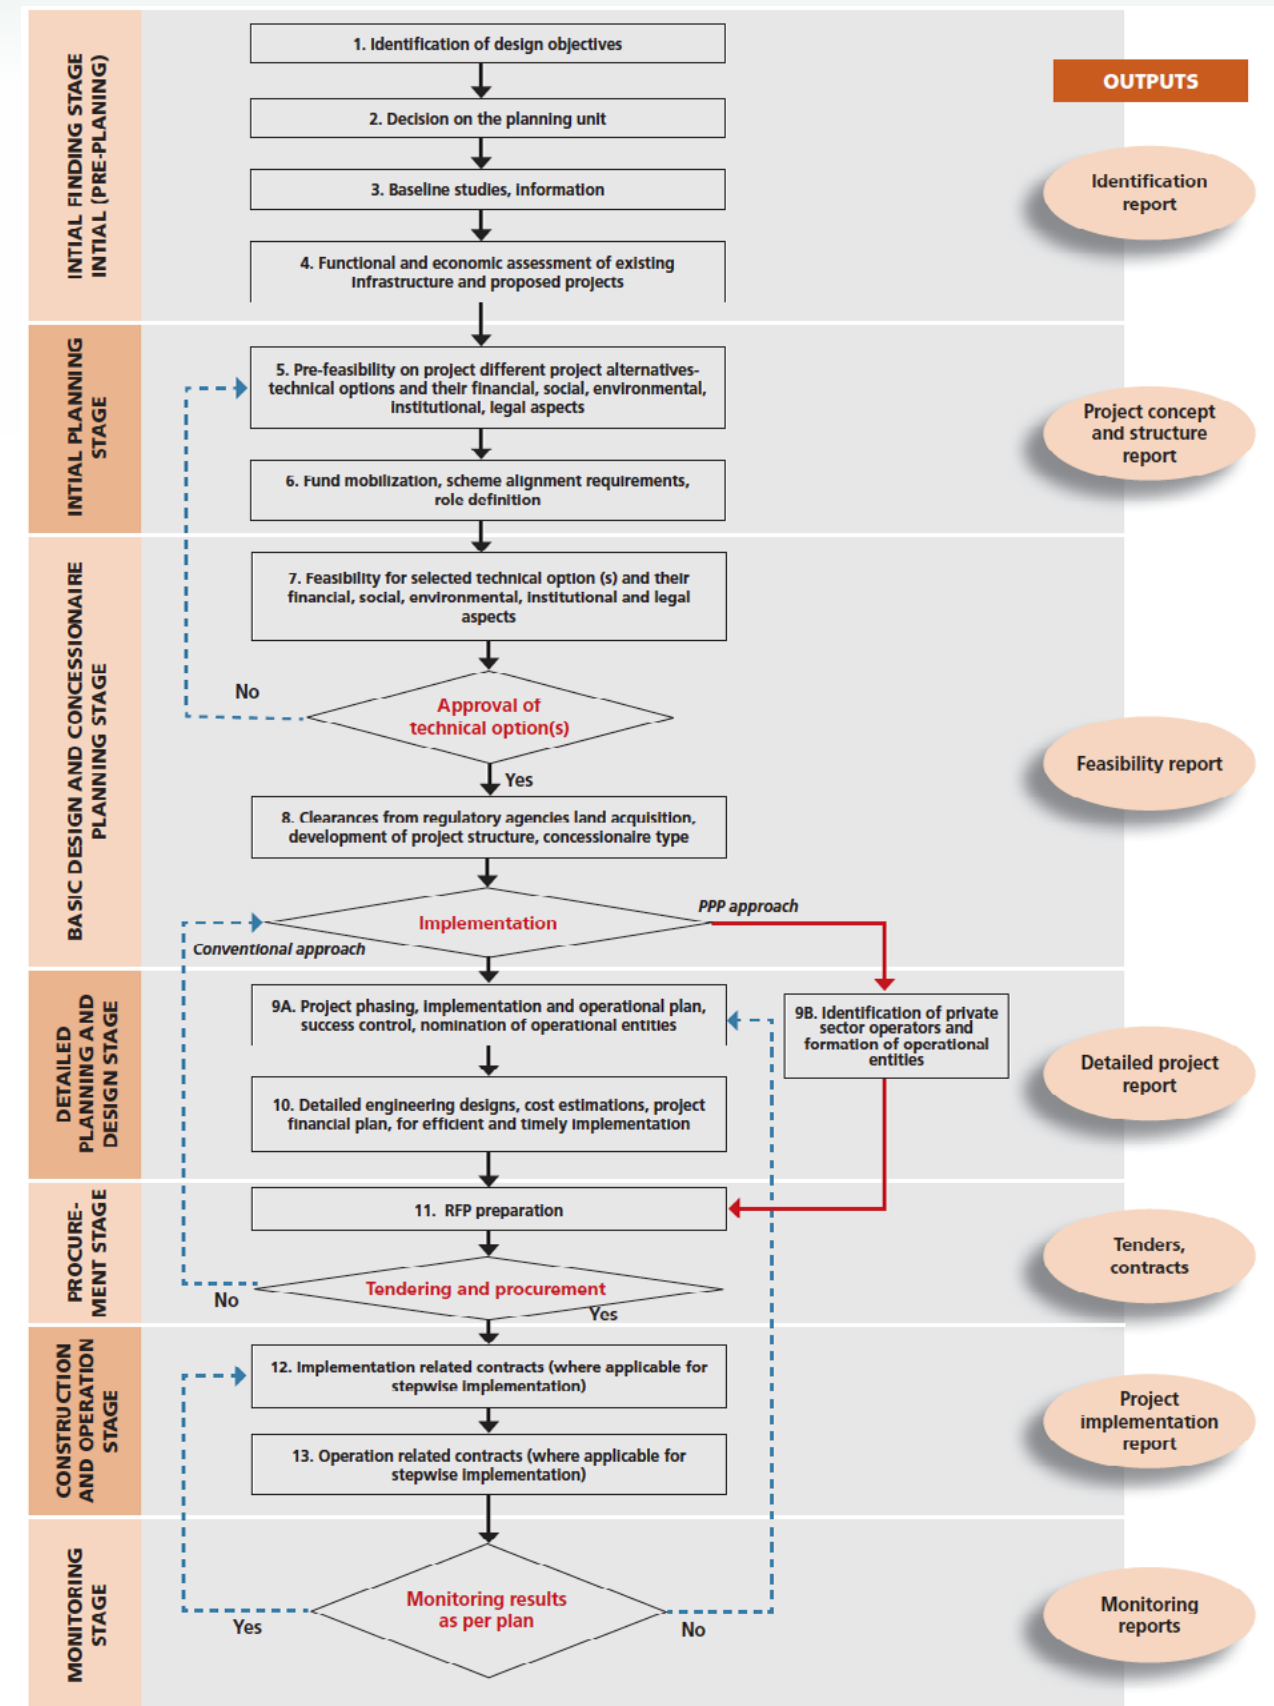 INTIAL FINDING STAGE
INTIAL (PRE-PLANING)
1. Identification of design objectives
2. Decision on the planning unit
3. Baseline studies, information
4. Functional and economic assessment of existing
infrastructure and proposed projects
OUTPUTS
Identification
report
INTIAL PLANNING
STAGE
5. Pre-feasibility on project different project alternatives-
technical options and their financial, social, environmental,
institutional, legal aspects
6. Fund mobilization, scheme alignment requirements,
role definition
Project concept
and structure
report
BASIC DESIGN AND CONCESSIONAIRE
PLANNING STAGE
7. Feasibility for selected technical option (s) and their
financial, social, environmental, institutional and legal
aspects
No
Approval of
technical option(s)
Yes
8. Clearances from regulatory agencies land acquisition,
development of project structure, concessionaire type
Implementation
PPP approach
Conventional approach
Feasibility report
DETAILED
PLANNING AND
DESIGN STAGE
9A. Project phasing, implementation and operational plan,
success control, nomination of operational entities
9B. Identification of private
sector operators and
formation of operational
entities
10. Detailed engineering designs, cost estimations, project
financial plan, for efficient and timely implementation
Detailed project
report
PROCURE-
MENT STAGE
11. RFP preparation
Tendering and procurement
No
Yes
Tenders,
contracts
CONSTRUCTION
AND OPERATION
STAGE
12. Implementation related contracts (where applicable for
stepwise implementation)
13. Operation related contracts (where applicable for
stepwise implementation)
Project
implementation
report
MONITORING
STAGE
Monitoring results
as per plan
Yes
No
Monitoring
reports